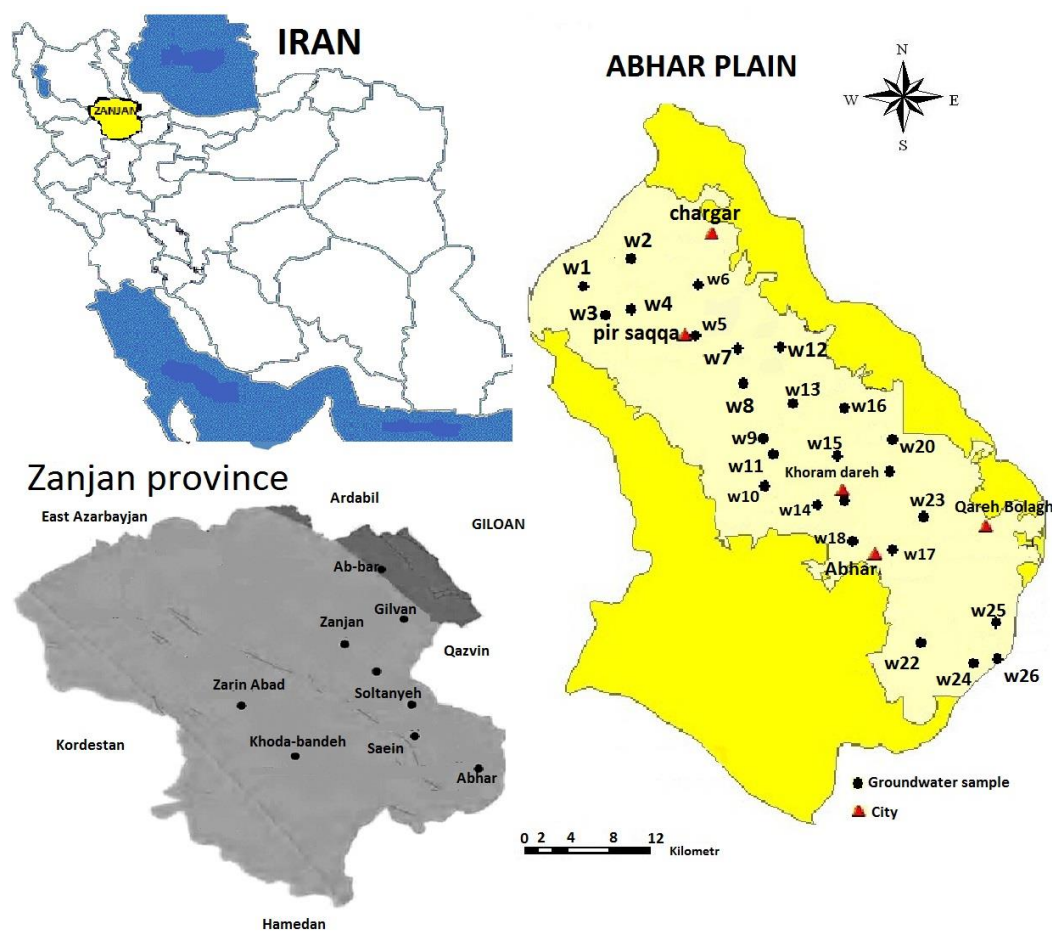 IRAN
ZANJAN
ABHAR PLAIN
N
W
E
S
chargar
w2
w1
w6
w3
w4
pir saqqa
w5
w7
w12
w8
w13
w16
w9
w15
w20
w11
Khoram dareh
w10
w14
w23
Qareh Bolagh
w18
w17
Abhar
w25
w22
w24
w26
Groundwater sample
City
0 2 4 8 12
Kilometr
Zanjan province
Ardabil
East Azarbayjan
GILOAN
Ab-bar
Gilvan
Zanjan
Qazvin
Zarin Abad
Soltanyeh
Kordestan
Khoda-bandeh
Saein
Abhar
Hamedan